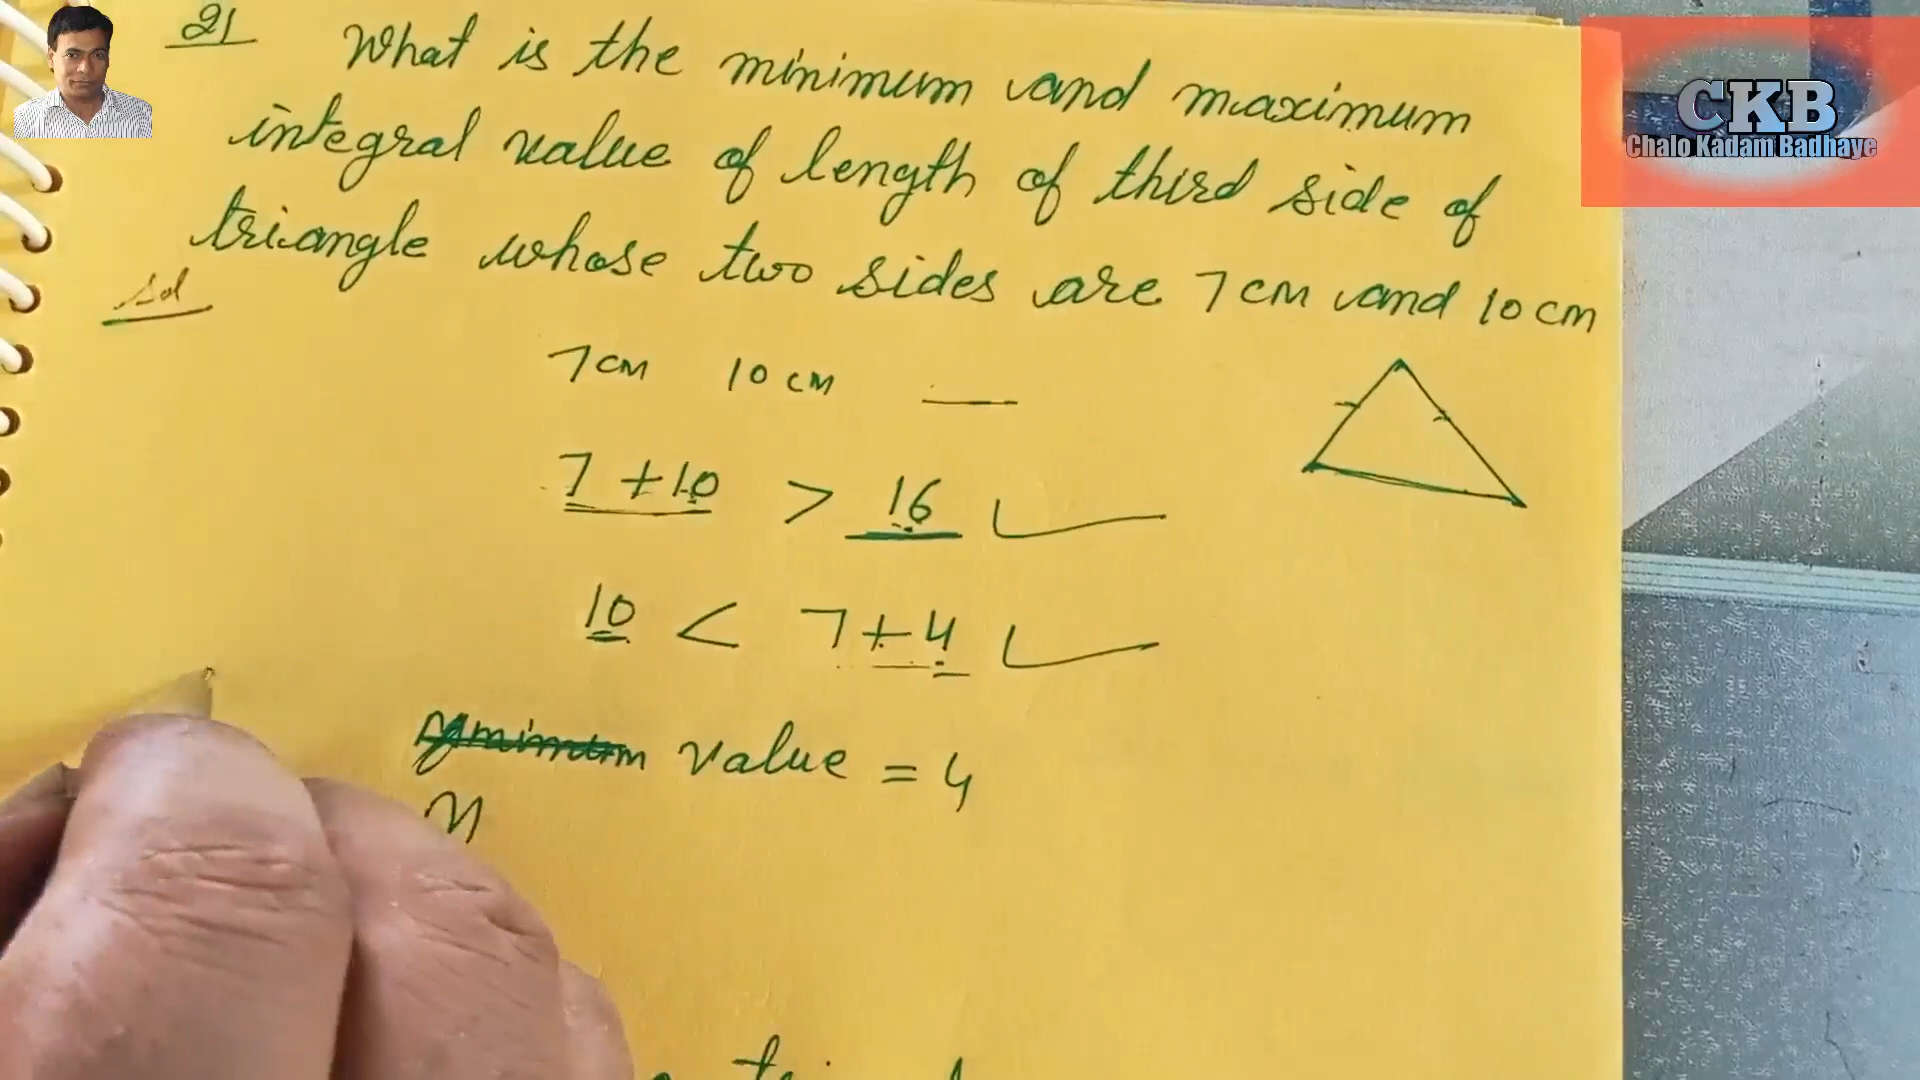 21 What is the minimum and maximum
integral value of length of third side of
triangle whose two sides are 7 cm and 10 cm
Sol
7 cm 10 cm
7 + 10 > 16
10 < 7 + 4
value = 4
CKB
Chalo Kadam Badhaye